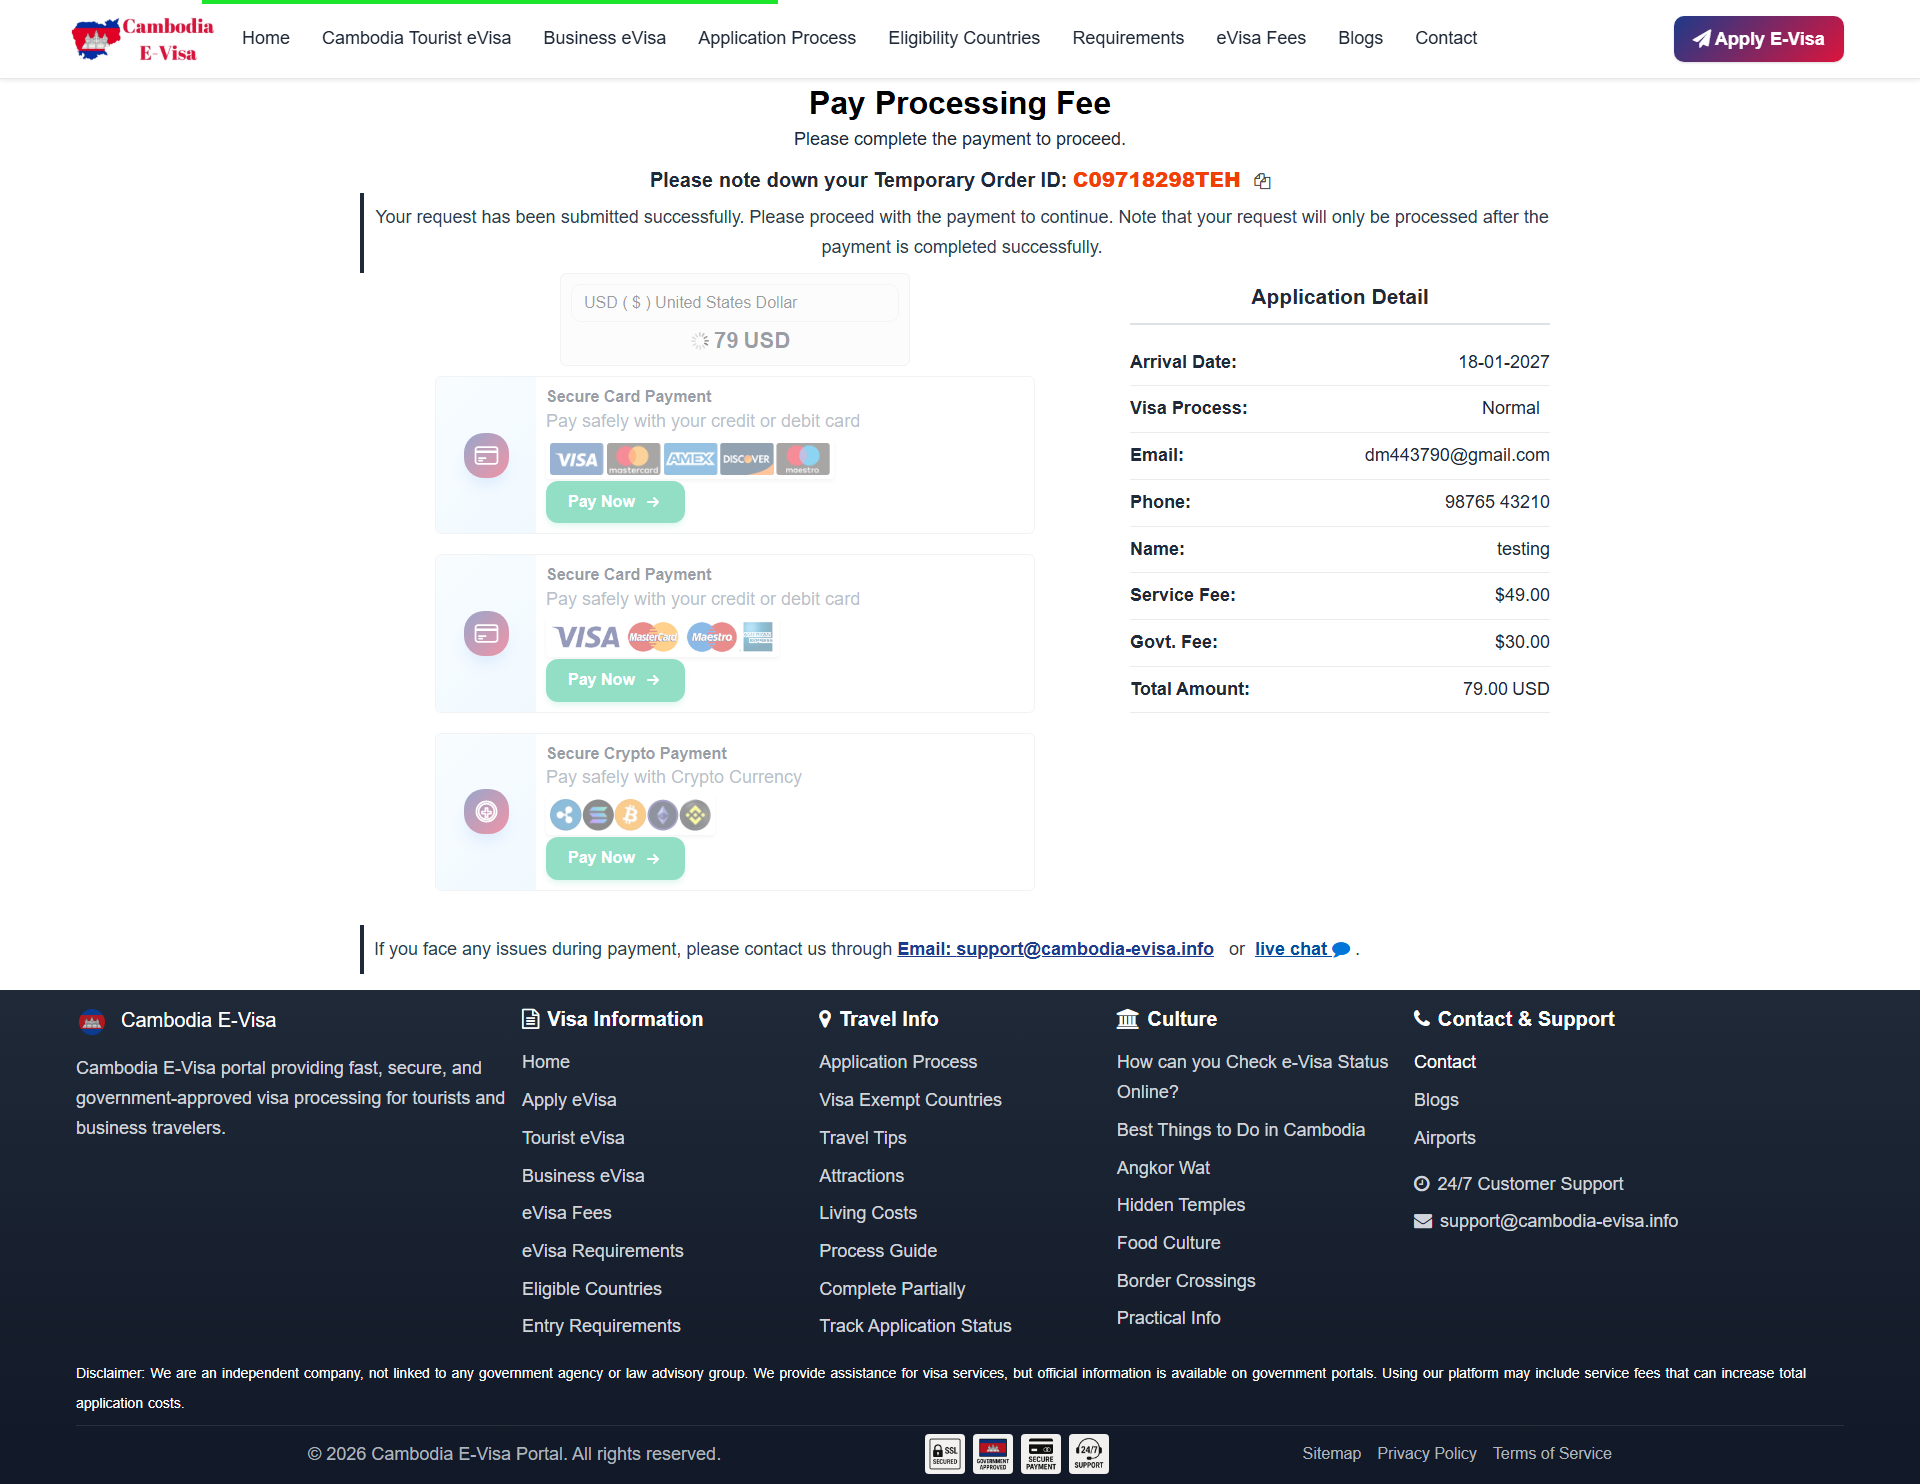 Cambodia
E-Visa
Home
Cambodia Tourist eVisa
Business eVisa
Application Process
Eligibility Countries
Requirements
eVisa Fees
Blogs
Contact
Apply E-Visa
Pay Processing Fee
Please complete the payment to proceed.
Please note down your Temporary Order ID: C09718298TEH
Your request has been submitted successfully. Please proceed with the payment to continue. Note that your request will only be processed after the
payment is completed successfully.
USD ( $ ) United States Dollar
79 USD
Secure Card Payment
Pay safely with your credit or debit card
VISA mastercard AMEX DISCOVER maestro
Pay Now →
Secure Card Payment
Pay safely with your credit or debit card
VISA MasterCard Maestro
Pay Now →
Secure Crypto Payment
Pay safely with Crypto Currency
Pay Now →
Application Detail
Arrival Date: 18-01-2027
Visa Process: Normal
Email: dm443790@gmail.com
Phone: 98765 43210
Name: testing
Service Fee: $49.00
Govt. Fee: $30.00
Total Amount: 79.00 USD
If you face any issues during payment, please contact us through Email: support@cambodia-evisa.info or live chat .
Cambodia E-Visa
Cambodia E-Visa portal providing fast, secure, and
government-approved visa processing for tourists and
business travelers.
Visa Information
Home
Apply eVisa
Tourist eVisa
Business eVisa
eVisa Fees
eVisa Requirements
Eligible Countries
Entry Requirements
Travel Info
Application Process
Visa Exempt Countries
Travel Tips
Attractions
Living Costs
Process Guide
Complete Partially
Track Application Status
Culture
How can you Check e-Visa Status
Online?
Best Things to Do in Cambodia
Angkor Wat
Hidden Temples
Food Culture
Border Crossings
Practical Info
Contact & Support
Contact
Blogs
Airports
24/7 Customer Support
support@cambodia-evisa.info
Disclaimer: We are an independent company, not linked to any government agency or law advisory group. We provide assistance for visa services, but official information is available on government portals. Using our platform may include service fees that can increase total
application costs.
© 2026 Cambodia E-Visa Portal. All rights reserved.
SSL
SECURED
GOVERNMENT
APPROVED
SECURE
PAYMENT
24/7
SUPPORT
Sitemap
Privacy Policy
Terms of Service